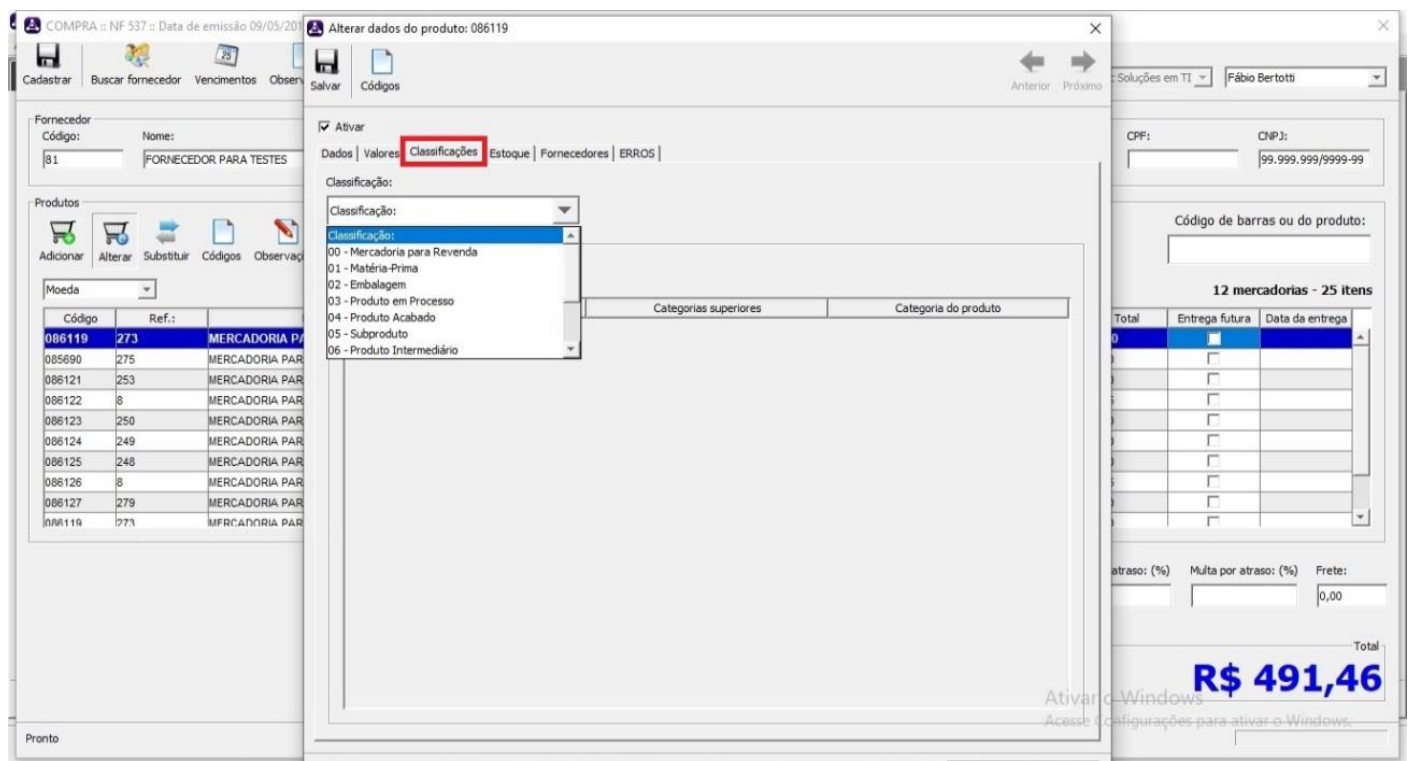 COMPRA :: NF 537 :: Data de emissão 09/05/201
Cadastrar Buscar fornecedor Vencimentos Observ
Soluções em TI Fábio Bertotti
Fornecedor
Código: Nome: CPF: CNPJ:
81 FORNECEDOR PARA TESTES 99.999.999/9999-99
Produtos
Adicionar Alterar Substituir Códigos Observaçõ
Código de barras ou do produto:
Moeda 12 mercadorias - 25 itens
Código Ref.: Total Entrega futura Data da entrega
086119 273 MERCADORIA PA
085690 275 MERCADORIA PAR
086121 253 MERCADORIA PAR
086122 8 MERCADORIA PAR
086123 250 MERCADORIA PAR
086124 249 MERCADORIA PAR
086125 248 MERCADORIA PAR
086126 8 MERCADORIA PAR
086127 279 MERCADORIA PAR
086119 273 MERCADORIA PAR
atraso: (%) Multa por atraso: (%) Frete:
0,00
Total
R$ 491,46
Pronto
Alterar dados do produto: 086119
Salvar Códigos Anterior Próximo
Ativar
Dados Valores Classificações Estoque Fornecedores ERROS
Classificação:
Classificação:
Classificação:
00 - Mercadoria para Revenda
01 - Matéria-Prima
02 - Embalagem
03 - Produto em Processo
04 - Produto Acabado
05 - Subproduto
06 - Produto Intermediário
Categorias superiores Categoria do produto
Ativar o Windows
Acesse Configurações para ativar o Windows.